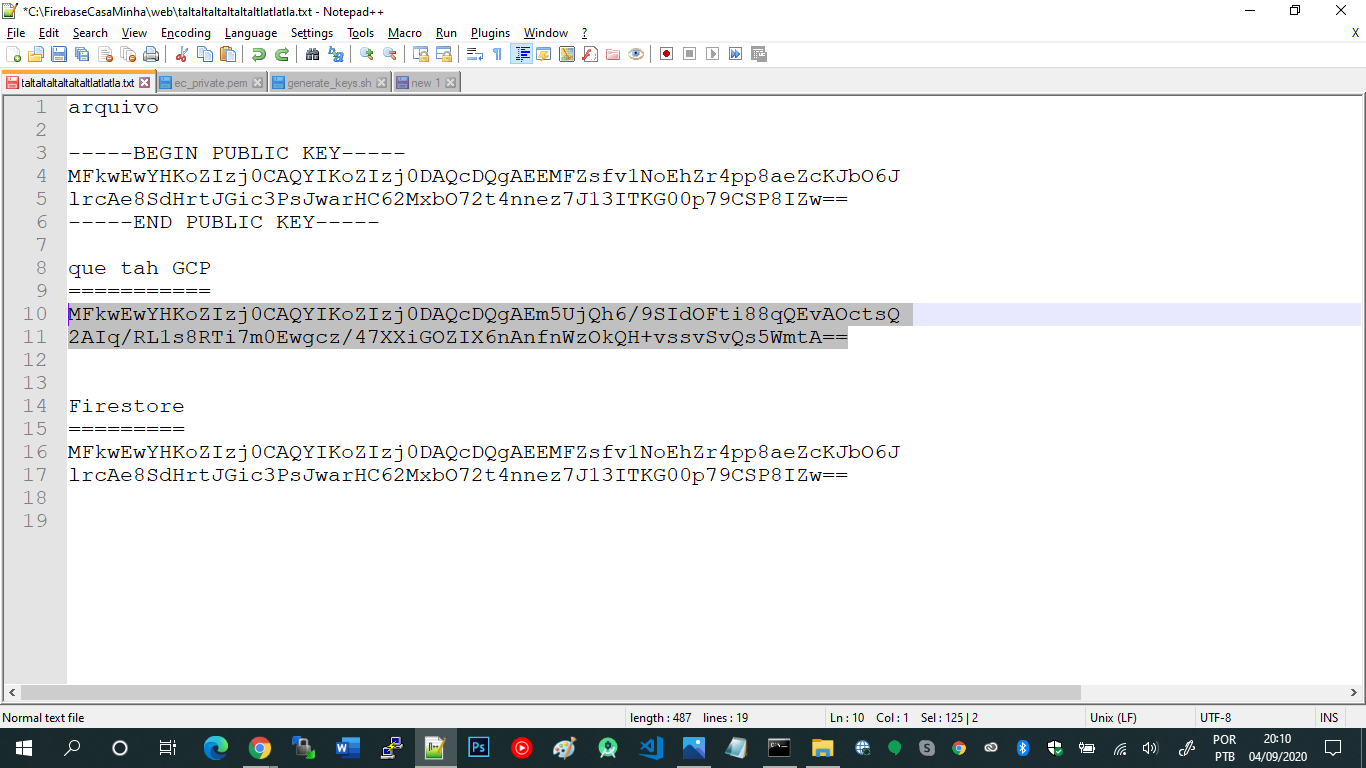 *C:\FirebaseCasaMinha\web\taltaltaltaltaltaltlatlatla.txt - Notepad++
File Edit Search View Encoding Language Settings Tools Macro Run Plugins Window ? X
taltaltaltaltaltaltlatlatla.txt ec_private.pem generate_keys.sh new 1
1 arquivo
2
3 -----BEGIN PUBLIC KEY-----
4 MFkwEwYHKoZIzj0CAQYIKoZIzj0DAQcDQgAEEMFZsfv1NoEhZr4pp8aeZcKJbO6J
5 lrcAe8SdHrtJGic3PsJwarHC62MxbO72t4nnez7J13ITKG00p79CSP8IZw==
6 -----END PUBLIC KEY-----
7
8 que tah GCP
9 ===========
10 MFkwEwYHKoZIzj0CAQYIKoZIzj0DAQcDQgAEm5UjQh6/9SIdOFti88qQEvAOctsQ
11 2AIq/RL1s8RTi7m0Ewgcz/47XXiGOZIX6nAnfnWzOkQH+vssvSvQs5WmtA==
12
13
14 Firestore
15 =========
16 MFkwEwYHKoZIzj0CAQYIKoZIzj0DAQcDQgAEEMFZsfv1NoEhZr4pp8aeZcKJbO6J
17 lrcAe8SdHrtJGic3PsJwarHC62MxbO72t4nnez7J13ITKG00p79CSP8IZw==
18
19
Normal text file length : 487 lines : 19 Ln : 10 Col : 1 Sel : 125 | 2 Unix (LF) UTF-8 INS
POR 20:10
PTB 04/09/2020